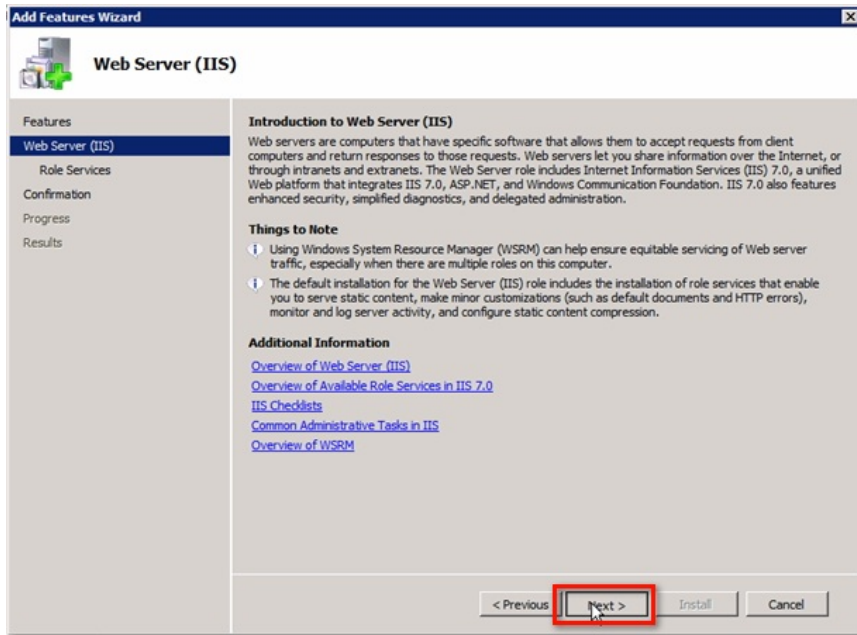 Add Features Wizard
Web Server (IIS)
Features
Web Server (IIS)
Role Services
Confirmation
Progress
Results
Introduction to Web Server (IIS)
Web servers are computers that have specific software that allows them to accept requests from client
computers and return responses to those requests. Web servers let you share information over the Internet, or
through intranets and extranets. The Web Server role includes Internet Information Services (IIS) 7.0, a unified
Web platform that integrates IIS 7.0, ASP.NET, and Windows Communication Foundation. IIS 7.0 also features
enhanced security, simplified diagnostics, and delegated administration.
Things to Note
Using Windows System Resource Manager (WSRM) can help ensure equitable servicing of Web server
traffic, especially when there are multiple roles on this computer.
The default installation for the Web Server (IIS) role includes the installation of role services that enable
you to serve static content, make minor customizations (such as default documents and HTTP errors),
monitor and log server activity, and configure static content compression.
Additional Information
Overview of Web Server (IIS)
Overview of Available Role Services in IIS 7.0
IIS Checklists
Common Administrative Tasks in IIS
Overview of WSRM
< Previous
Next >
Install
Cancel